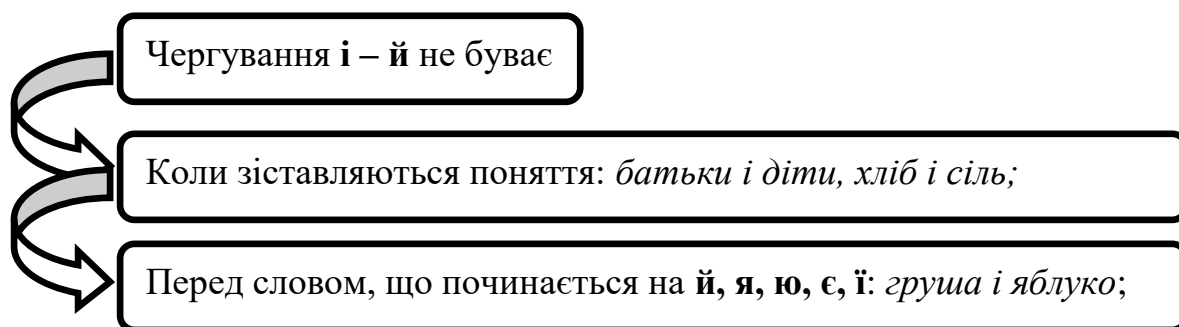 Чергування і – й не буває
Коли зіставляються поняття: батьки і діти, хліб і сіль;
Перед словом, що починається на й, я, ю, є, ї: груша і яблуко;